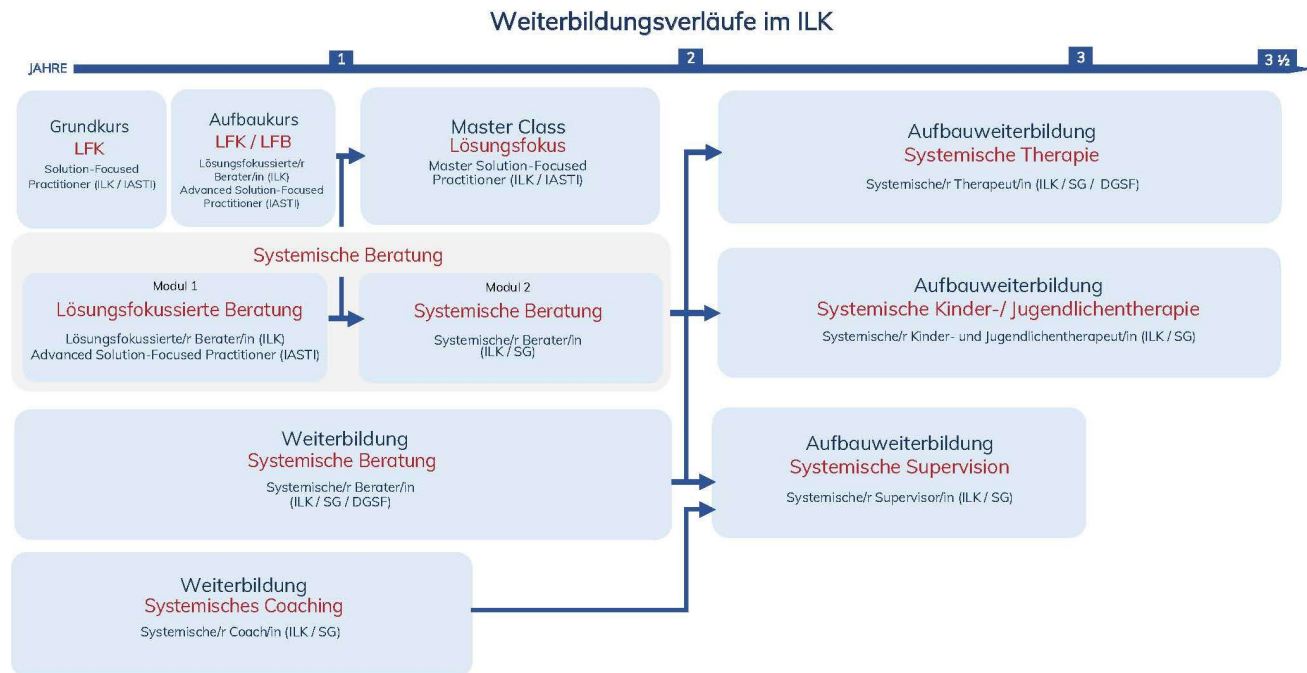 Weiterbildungsverläufe im ILK
JAHRE
1
2
3
3 ½
Grundkurs
LFK
Solution-Focused
Practitioner (ILK / IASTI)
Aufbaukurs
LFK / LFB
Lösungsfokussierte/r
Berater/in (ILK)
Advanced Solution-Focused
Practitioner (IASTI)
Master Class
Lösungsfokus
Master Solution-Focused
Practitioner (ILK / IASTI)
Aufbauweiterbildung
Systemische Therapie
Systemische/r Therapeut/in (ILK / SG / DGSF)
Systemische Beratung
Modul 1
Lösungsfokussierte Beratung
Lösungsfokussierte/r Berater/in (ILK)
Advanced Solution-Focused Practitioner (IASTI)
Modul 2
Systemische Beratung
Systemische/r Berater/in
(ILK / SG)
Aufbauweiterbildung
Systemische Kinder-/ Jugendlichentherapie
Systemische/r Kinder- und Jugendlichentherapeut/in (ILK / SG)
Weiterbildung
Systemische Beratung
Systemische/r Berater/in
(ILK / SG / DGSF)
Aufbauweiterbildung
Systemische Supervision
Systemische/r Supervisor/in (ILK / SG)
Weiterbildung
Systemisches Coaching
Systemische/r Coach/in (ILK / SG)